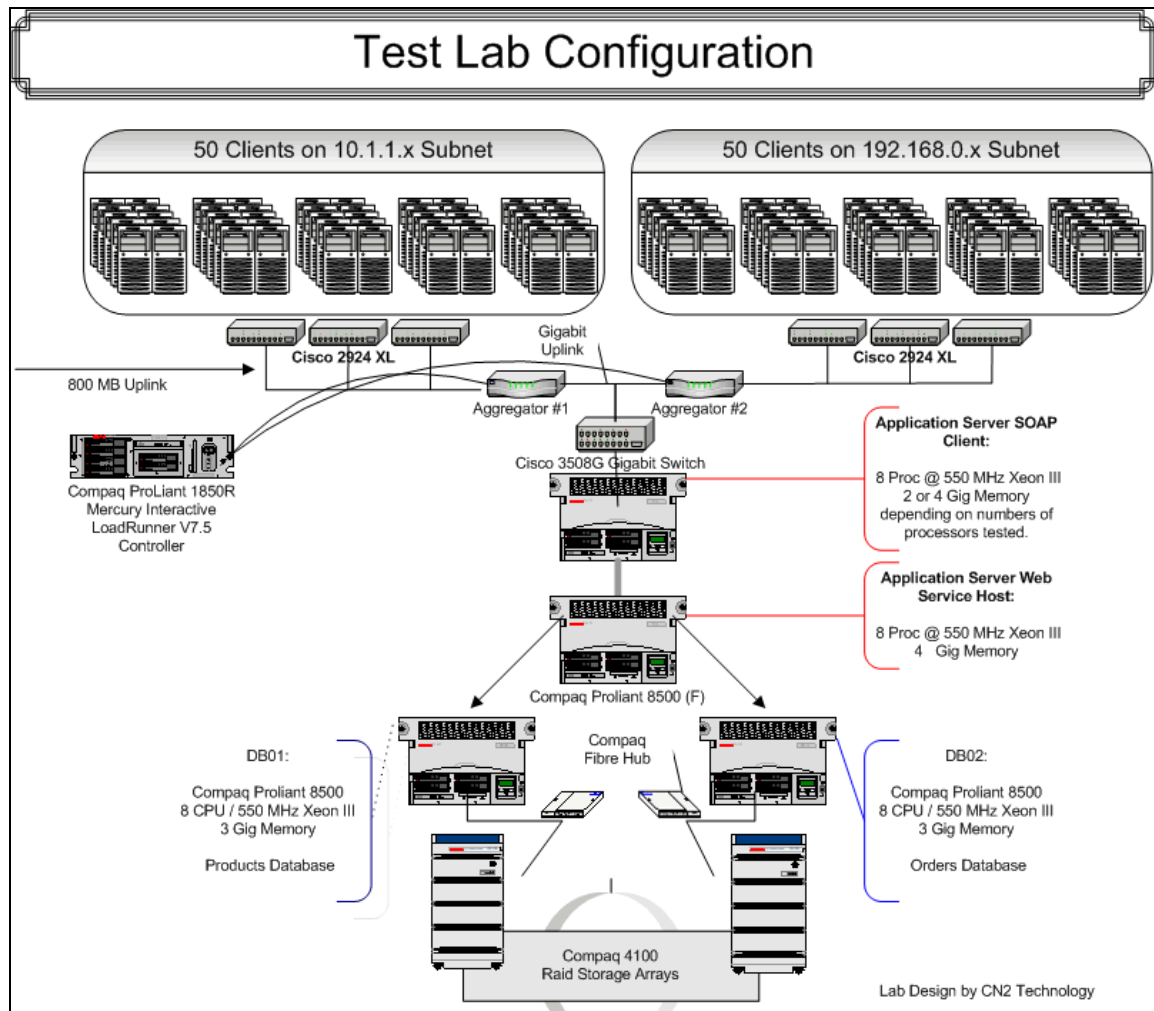 Test Lab Configuration
50 Clients on 10.1.1.x Subnet
50 Clients on 192.168.0.x Subnet
Cisco 2924 XL
Gigabit
Uplink
Cisco 2924 XL
800 MB Uplink
Aggregator #1
Aggregator #2
Cisco 3508G Gigabit Switch
Compaq ProLiant 1850R
Mercury Interactive
LoadRunner V7.5
Controller
Application Server SOAP
Client:
8 Proc @ 550 MHz Xeon III
2 or 4 Gig Memory
depending on numbers of
processors tested.
Application Server Web
Service Host:
8 Proc @ 550 MHz Xeon III
4 Gig Memory
Compaq Proliant 8500 (F)
DB01:
Compaq Proliant 8500
8 CPU / 550 MHz Xeon III
3 Gig Memory
Products Database
Compaq
Fibre Hub
DB02:
Compaq Proliant 8500
8 CPU / 550 MHz Xeon III
3 Gig Memory
Orders Database
Compaq 4100
Raid Storage Arrays
Lab Design by CN2 Technology